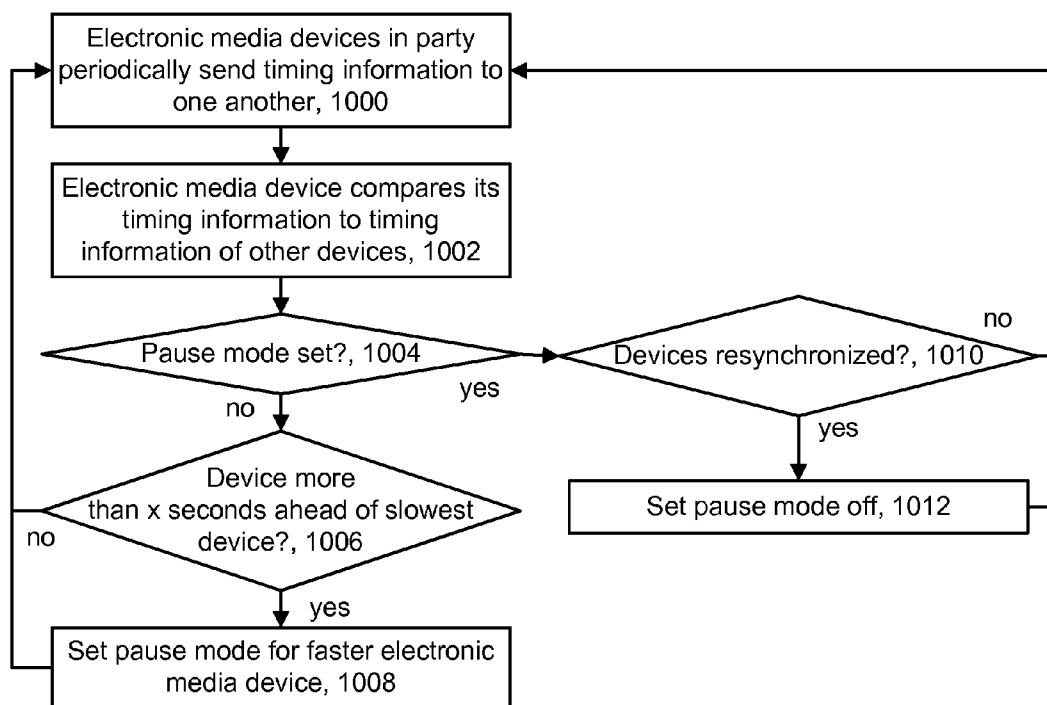 Electronic media devices in party
periodically send timing information to
one another, 1000
Electronic media device compares its
timing information to timing
information of other devices, 1002
Pause mode set?, 1004
yes
no
Devices resynchronized?, 1010
no
yes
Set pause mode off, 1012
Device more
than x seconds ahead of slowest
device?, 1006
no
yes
Set pause mode for faster electronic
media device, 1008